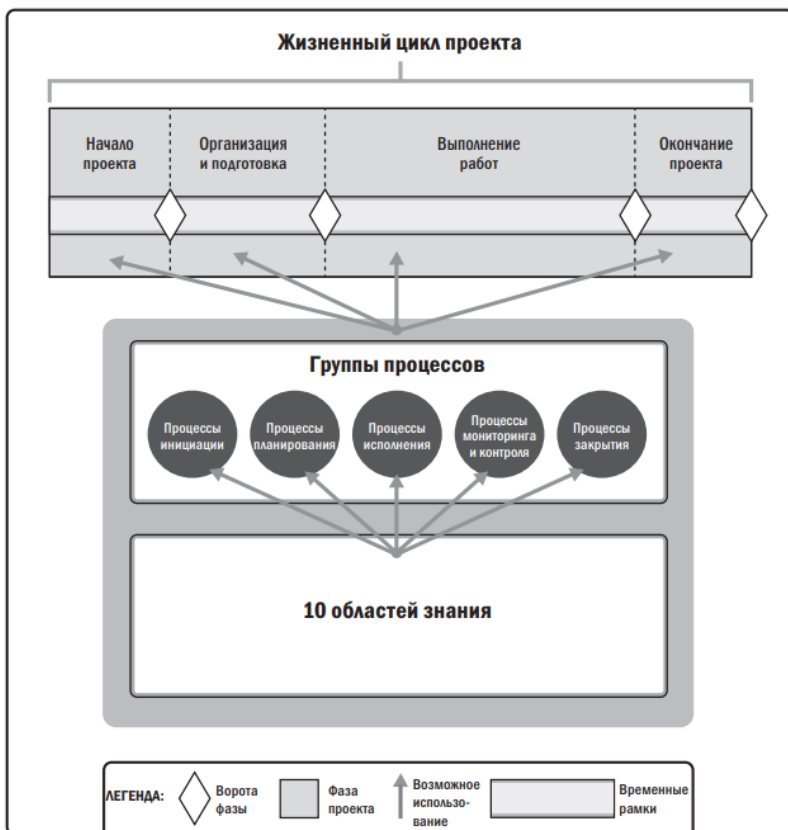 Жизненный цикл проекта
Начало
проекта
Организация
и подготовка
Выполнение
работ
Окончание
проекта
Группы процессов
Процессы
инициации
Процессы
планирования
Процессы
исполнения
Процессы
мониторинга
и контроля
Процессы
закрытия
10 областей знания
ЛЕГЕНДА:
Ворота
фазы
Фаза
проекта
Возможное
использо-
вание
Временные
рамки